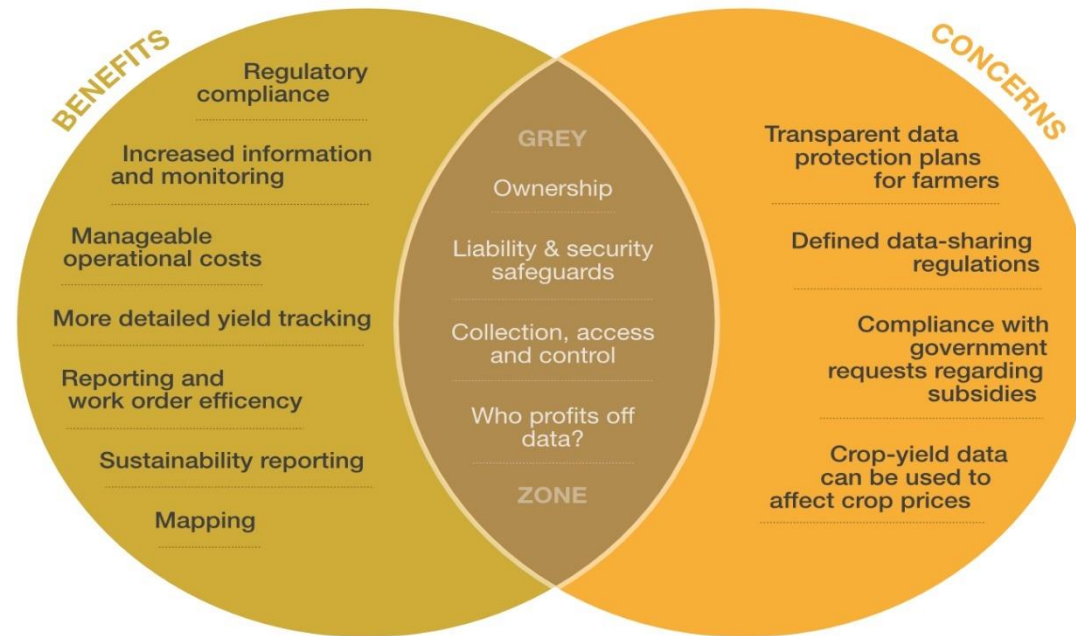 BENEFITS
Regulatory
compliance
Increased information
and monitoring
Manageable
operational costs
More detailed yield tracking
Reporting and
work order efficency
Sustainability reporting
Mapping
GREY
Ownership
Liability & security
safeguards
Collection, access
and control
Who profits off
data?
ZONE
CONCERNS
Transparent data
protection plans
for farmers
Defined data-sharing
regulations
Compliance with
government
requests regarding
subsidies
Crop-yield data
can be used to
affect crop prices